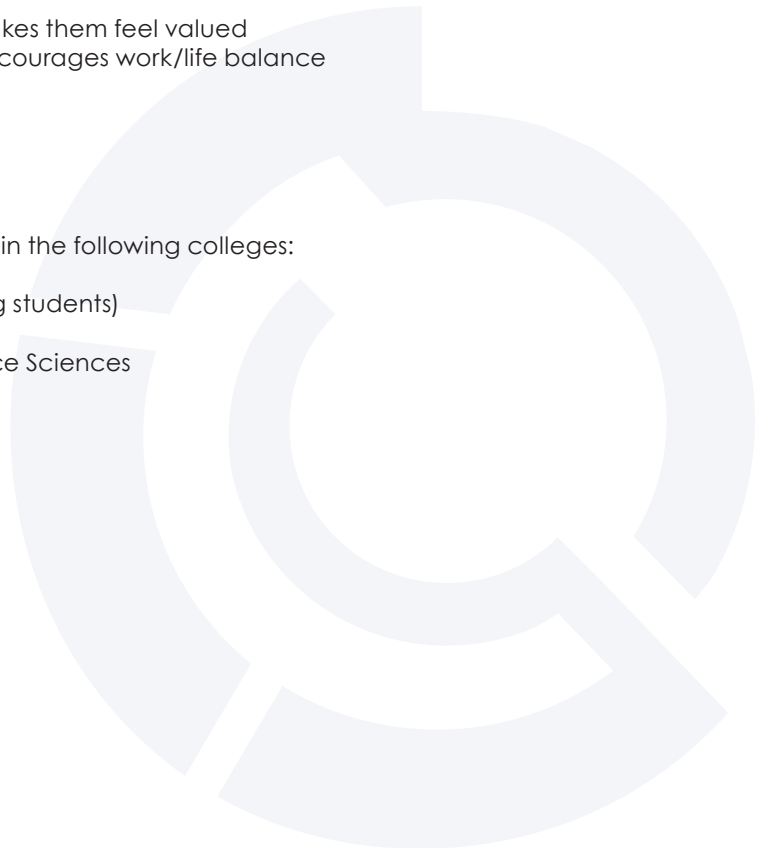 kes them feel valued
courages work/life balance
in the following colleges:
g students)
ce Sciences